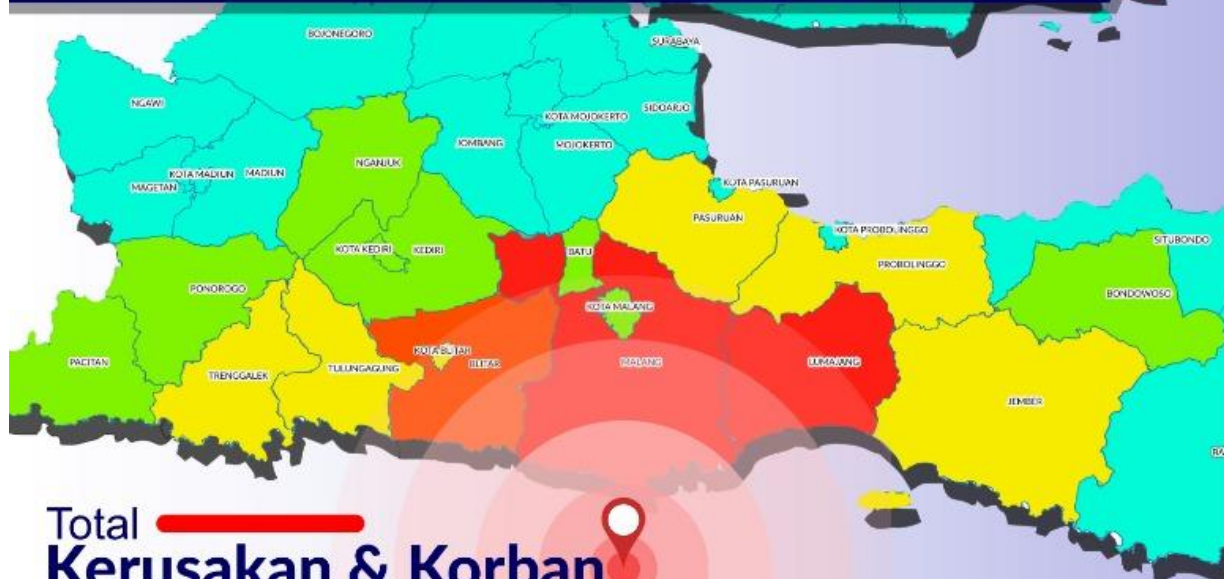 BOJONEGORO
SURABAYA
NGAWI
KOTA MOJOKERTO
SIDOARJO
JOMBANG
MOJOKERTO
NGANJUK
KOTA MADIUN
MADIUN
MAGETAN
KOTA PASURUAN
PASURUAN
KOTA PROBOLINGGO
SITUBONDO
KOTA KEDIRI
KEDIRI
BATU
PROBOLINGGO
PONOROGO
BONDOWOSO
KOTA MALANG
KOTA BLITAR
BLITAR
PACITAN
TRENGGALEK
TULUNGAGUNG
MALANG
LUMAJANG
JEMBER
BA
Total
Kerusakan & Korban